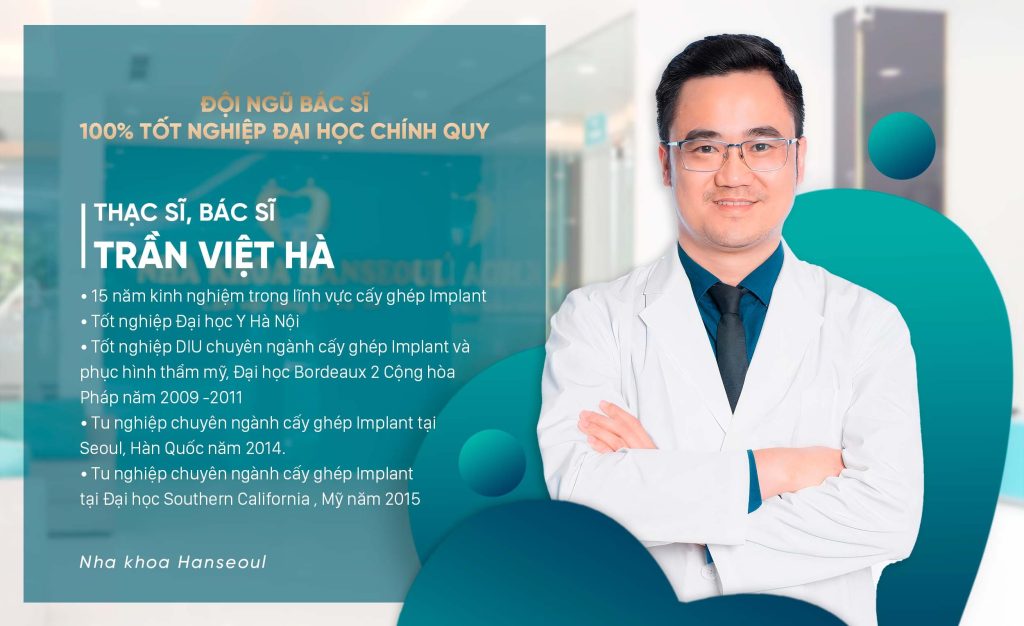 ĐỘI NGŨ BÁC SĨ
100% TỐT NGHIỆP ĐẠI HỌC CHÍNH QUY
THẠC SĨ, BÁC SĨ
TRẦN VIỆT HÀ
• 15 năm kinh nghiệm trong lĩnh vực cấy ghép Implant
• Tốt nghiệp Đại học Y Hà Nội
• Tốt nghiệp DIU chuyên ngành cấy ghép Implant và
phục hình thẩm mỹ, Đại học Bordeaux 2 Cộng hòa
Pháp năm 2009 -2011
• Tu nghiệp chuyên ngành cấy ghép Implant tại
Seoul, Hàn Quốc năm 2014.
• Tu nghiệp chuyên ngành cấy ghép Implant
tại Đại học Southern California , Mỹ năm 2015
Nha khoa Hanseoul